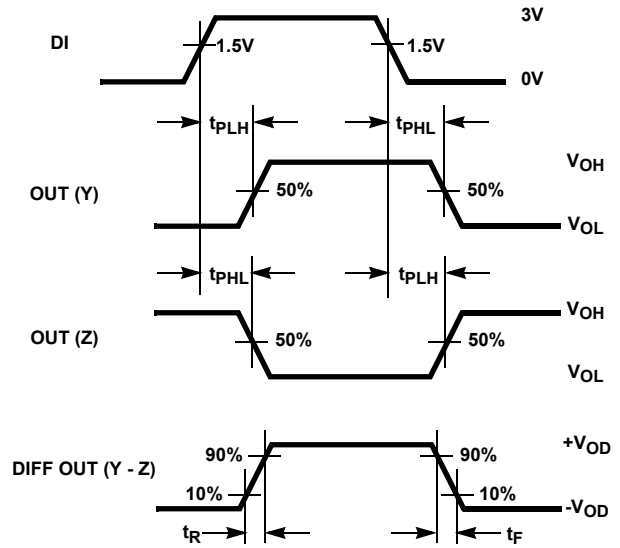 3V
DI
1.5V
1.5V
0V
tPLH
tPHL
VOH
OUT (Y)
50%
50%
VOL
tPHL
tPLH
VOH
OUT (Z)
50%
50%
VOL
+VOD
DIFF OUT (Y - Z)
90%
90%
10%
10%
-VOD
tR
tF